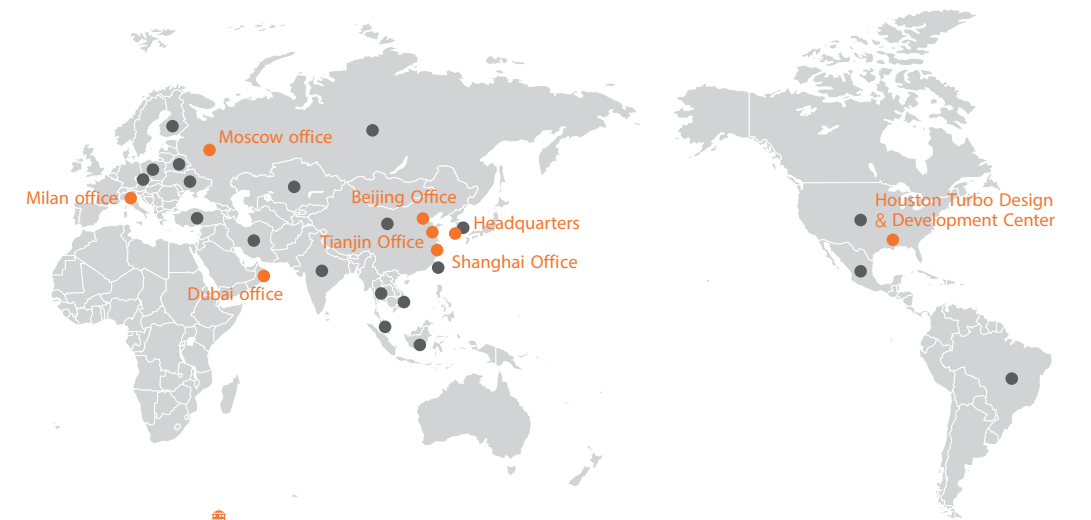 Moscow office
Milan office
Beijing Office
Headquarters
Tianjin Office
Shanghai Office
Dubai office
Houston Turbo Design
& Development Center